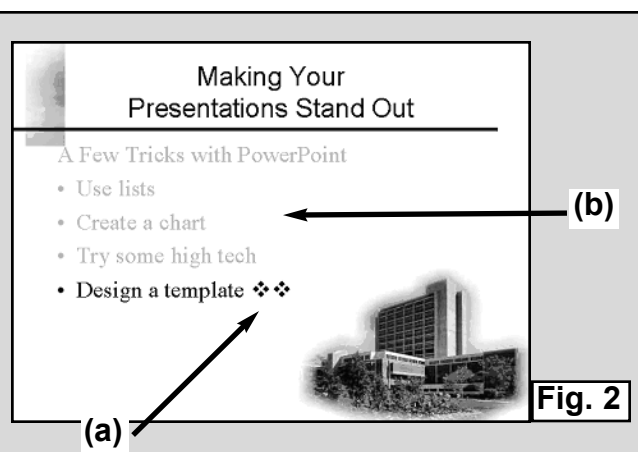 Making Your
Presentations Stand Out
A Few Tricks with PowerPoint
• Use lists
• Create a chart
(b)
• Try some high tech
• Design a template ❖❖
Fig. 2
(a)